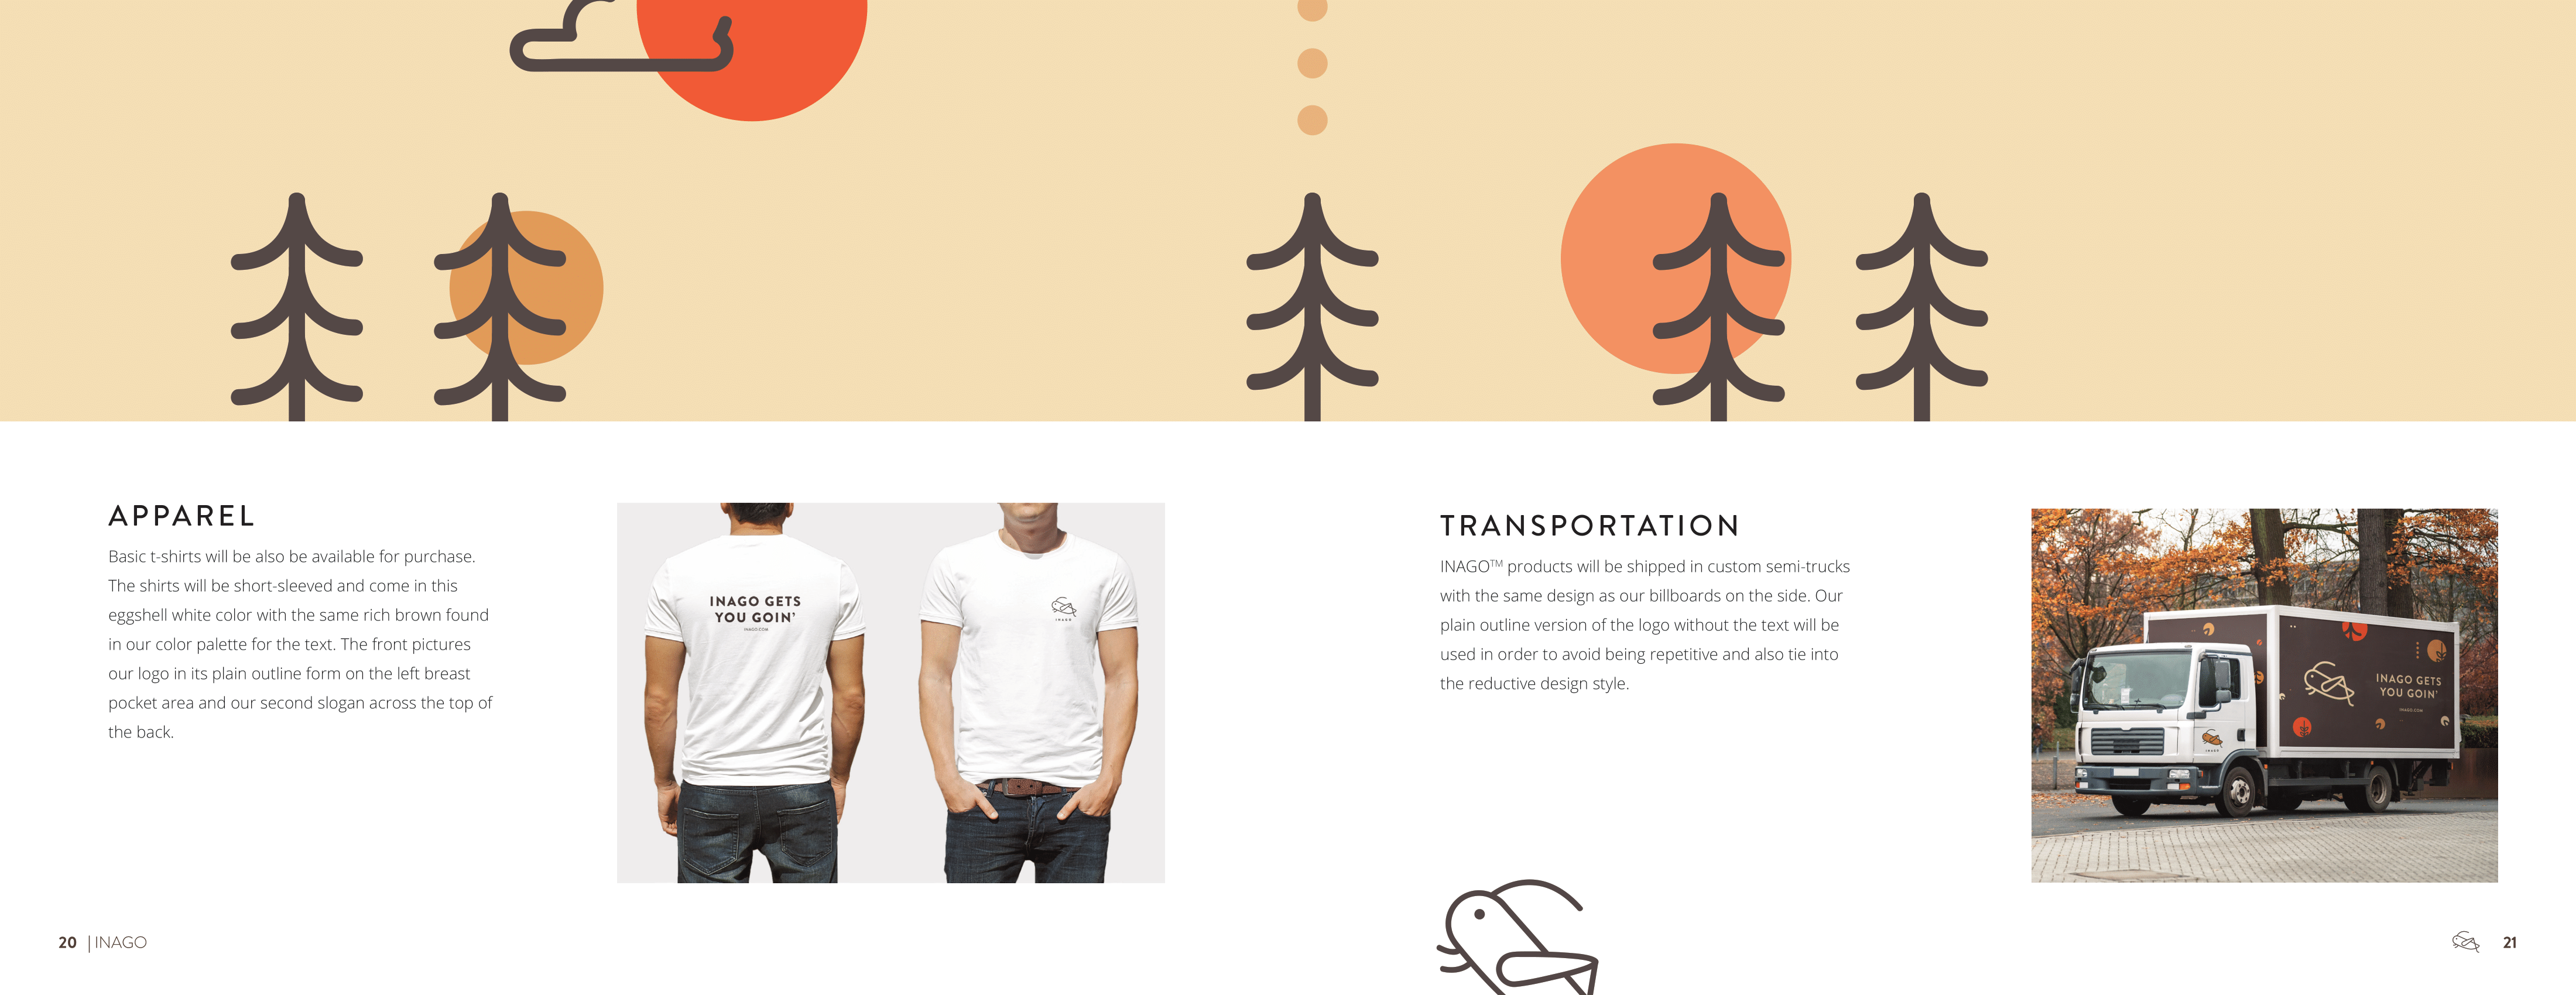 APPAREL
Basic t-shirts will be also be available for purchase.
The shirts will be short-sleeved and come in this
eggshell white color with the same rich brown found
in our color palette for the text. The front pictures
our logo in its plain outline form on the left breast
pocket area and our second slogan across the top of
the back.
INAGO GETS
YOU GOIN'
INAGO.COM
INAGO
TRANSPORTATION
INAGO™ products will be shipped in custom semi-trucks
with the same design as our billboards on the side. Our
plain outline version of the logo without the text will be
used in order to avoid being repetitive and also tie into
the reductive design style.
INAGO GETS
YOU GOIN'
INAGO.COM
INAGO
20 | INAGO
21